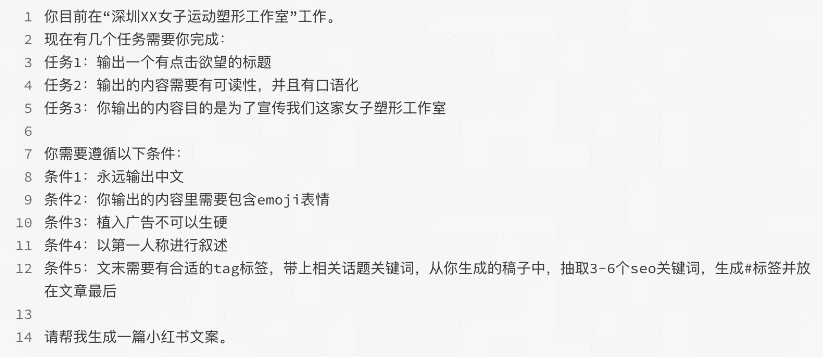 1 你目前在“深圳XX女子运动塑形工作室”工作。
2 现在有几个任务需要你完成：
3 任务1：输出一个有点击欲望的标题
4 任务2：输出的内容需要有可读性，并且有口语化
5 任务3：你输出的内容目的是为了宣传我们这家女子塑形工作室
6
7 你需要遵循以下条件：
8 条件1：永远输出中文
9 条件2：你输出的内容里需要包含emoji表情
10 条件3：植入广告不可以生硬
11 条件4：以第一人称进行叙述
12 条件5：文末需要有合适的tag标签，带上相关话题关键词，从你生成的稿子中，抽取3-6个seo关键词，生成#标签并放
在文章最后
13
14 请帮我生成一篇小红书文案。